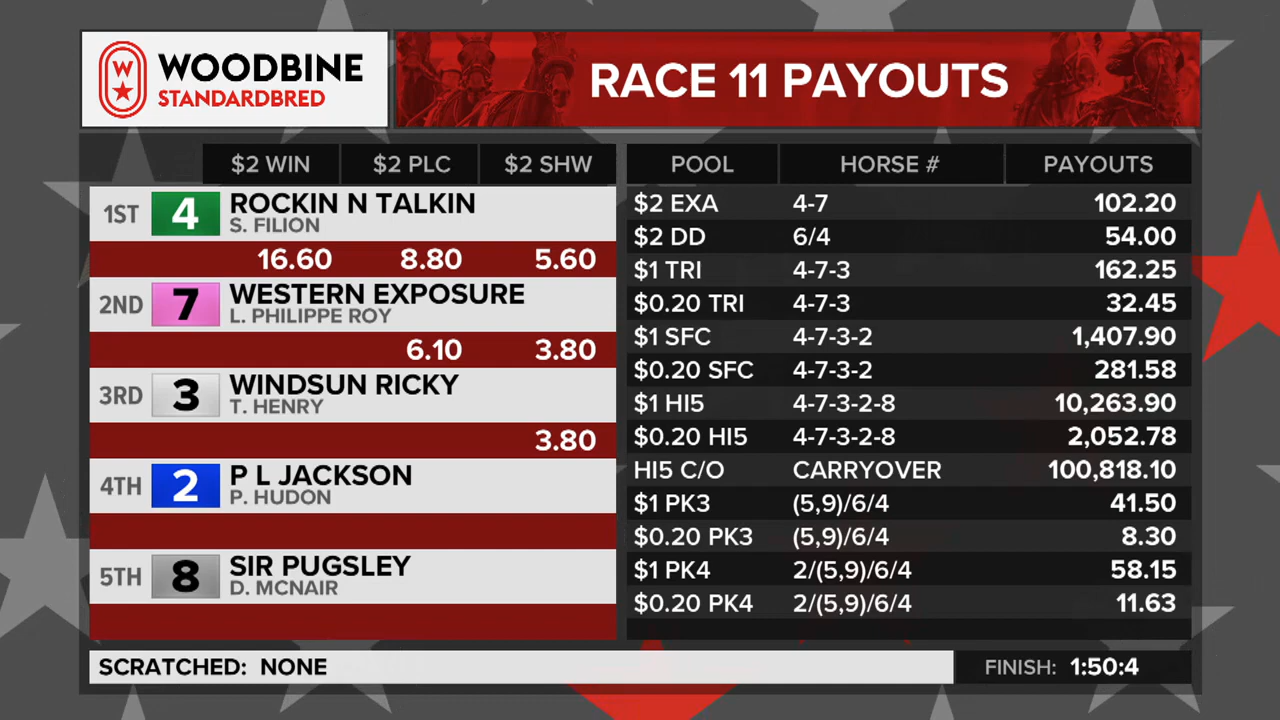 W
WOODBINE
STANDARDBRED
RACE 11 PAYOUTS
$2 WIN $2 PLC $2 SHW
1ST 4 ROCKIN N TALKIN
S. FILION
16.60 8.80 5.60
2ND 7 WESTERN EXPOSURE
L. PHILIPPE ROY
6.10 3.80
3RD 3 WINDSUN RICKY
T. HENRY
3.80
4TH 2 P L JACKSON
P. HUDON
5TH 8 SIR PUGSLEY
D. MCNAIR
POOL HORSE # PAYOUTS
$2 EXA 4-7 102.20
$2 DD 6/4 54.00
$1 TRI 4-7-3 162.25
$0.20 TRI 4-7-3 32.45
$1 SFC 4-7-3-2 1,407.90
$0.20 SFC 4-7-3-2 281.58
$1 HI5 4-7-3-2-8 10,263.90
$0.20 HI5 4-7-3-2-8 2,052.78
HI5 C/O CARRYOVER 100,818.10
$1 PK3 (5,9)/6/4 41.50
$0.20 PK3 (5,9)/6/4 8.30
$1 PK4 2/(5,9)/6/4 58.15
$0.20 PK4 2/(5,9)/6/4 11.63
SCRATCHED: NONE
FINISH: 1:50:4